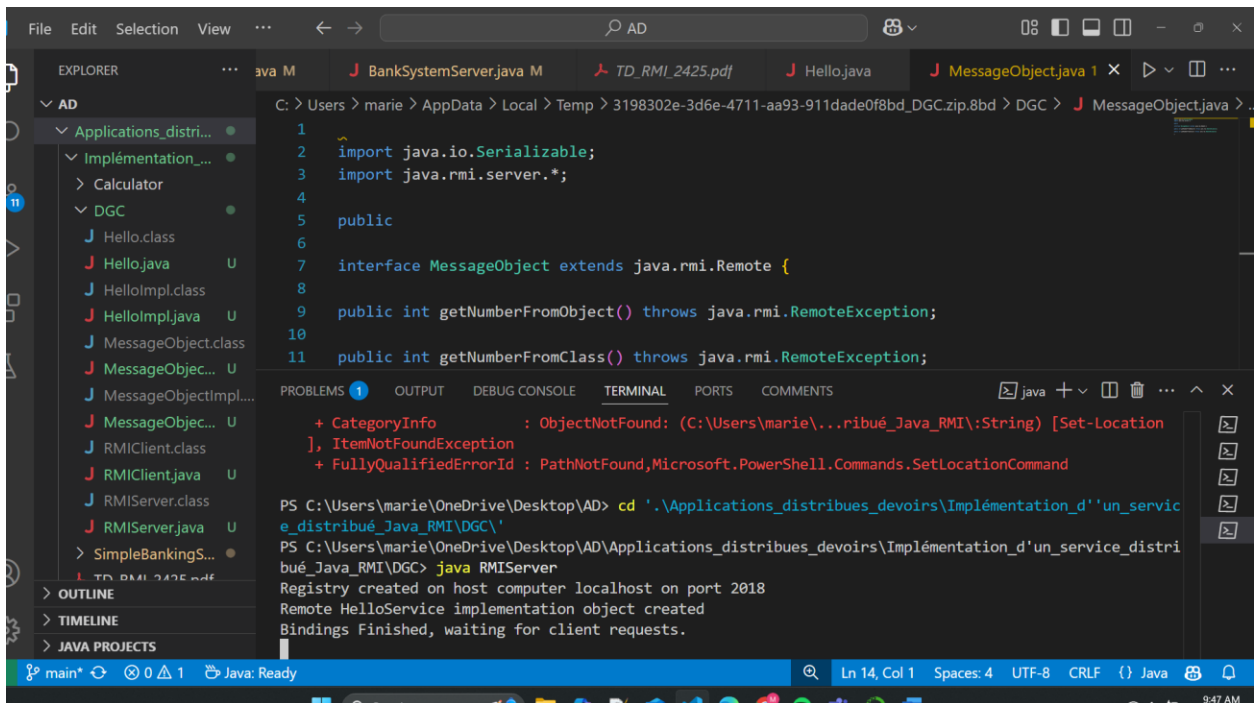 File Edit Selection View ··· AD
EXPLORER ··· ava M BankSystemServer.java M TD_RMI_2425.pdf Hello.java MessageObject.java 1
AD
C: > Users > marie > AppData > Local > Temp > 3198302e-3d6e-4711-aa93-911dade0f8bd_DGC.zip.8bd > DGC > MessageObject.java >
Applications_distri...
Implémentation_...
Calculator
DGC
Hello.class
Hello.java U
HelloImpl.class
HelloImpl.java U
MessageObject.class
MessageObjec... U
MessageObjectImpl....
MessageObjec... U
RMIClient.class
RMIClient.java U
RMIServer.class
RMIServer.java U
SimpleBankingS...
TD_RMI_2425.pdf
OUTLINE
TIMELINE
JAVA PROJECTS
11
1
2 import java.io.Serializable;
3 import java.rmi.server.*;
4
5 public
6
7 interface MessageObject extends java.rmi.Remote {
8
9 public int getNumberFromObject() throws java.rmi.RemoteException;
10
11 public int getNumberFromClass() throws java.rmi.RemoteException;
PROBLEMS 1 OUTPUT DEBUG CONSOLE TERMINAL PORTS COMMENTS java
+ CategoryInfo : ObjectNotFound: (C:\Users\marie\...ribué_Java_RMI\:String) [Set-Location
], ItemNotFoundException
+ FullyQualifiedErrorId : PathNotFound,Microsoft.PowerShell.Commands.SetLocationCommand
PS C:\Users\marie\OneDrive\Desktop\AD> cd '.\Applications_distribues_devoirs\Implémentation_d''un_servic
e_distribué_Java_RMI\DGC\'
PS C:\Users\marie\OneDrive\Desktop\AD\Applications_distribues_devoirs\Implémentation_d'un_service_distri
bué_Java_RMI\DGC> java RMIServer
Registry created on host computer localhost on port 2018
Remote HelloService implementation object created
Bindings Finished, waiting for client requests.
main* 0 1 Java: Ready Ln 14, Col 1 Spaces: 4 UTF-8 CRLF {} Java
9:47 AM